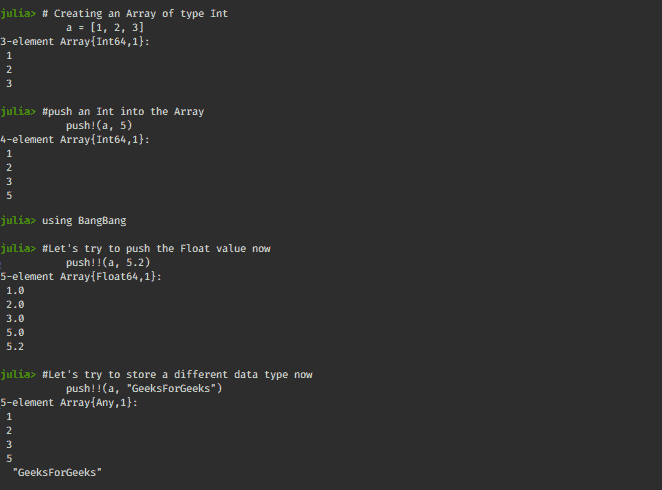 julia> # Creating an Array of type Int
a = [1, 2, 3]
3-element Array{Int64,1}:
1
2
3
julia> #push an Int into the Array
push!(a, 5)
4-element Array{Int64,1}:
1
2
3
5
julia> using BangBang
julia> #Let's try to push the Float value now
push!!(a, 5.2)
5-element Array{Float64,1}:
1.0
2.0
3.0
5.0
5.2
julia> #Let's try to store a different data type now
push!!(a, "GeeksForGeeks")
5-element Array{Any,1}:
1
2
3
5
"GeeksForGeeks"